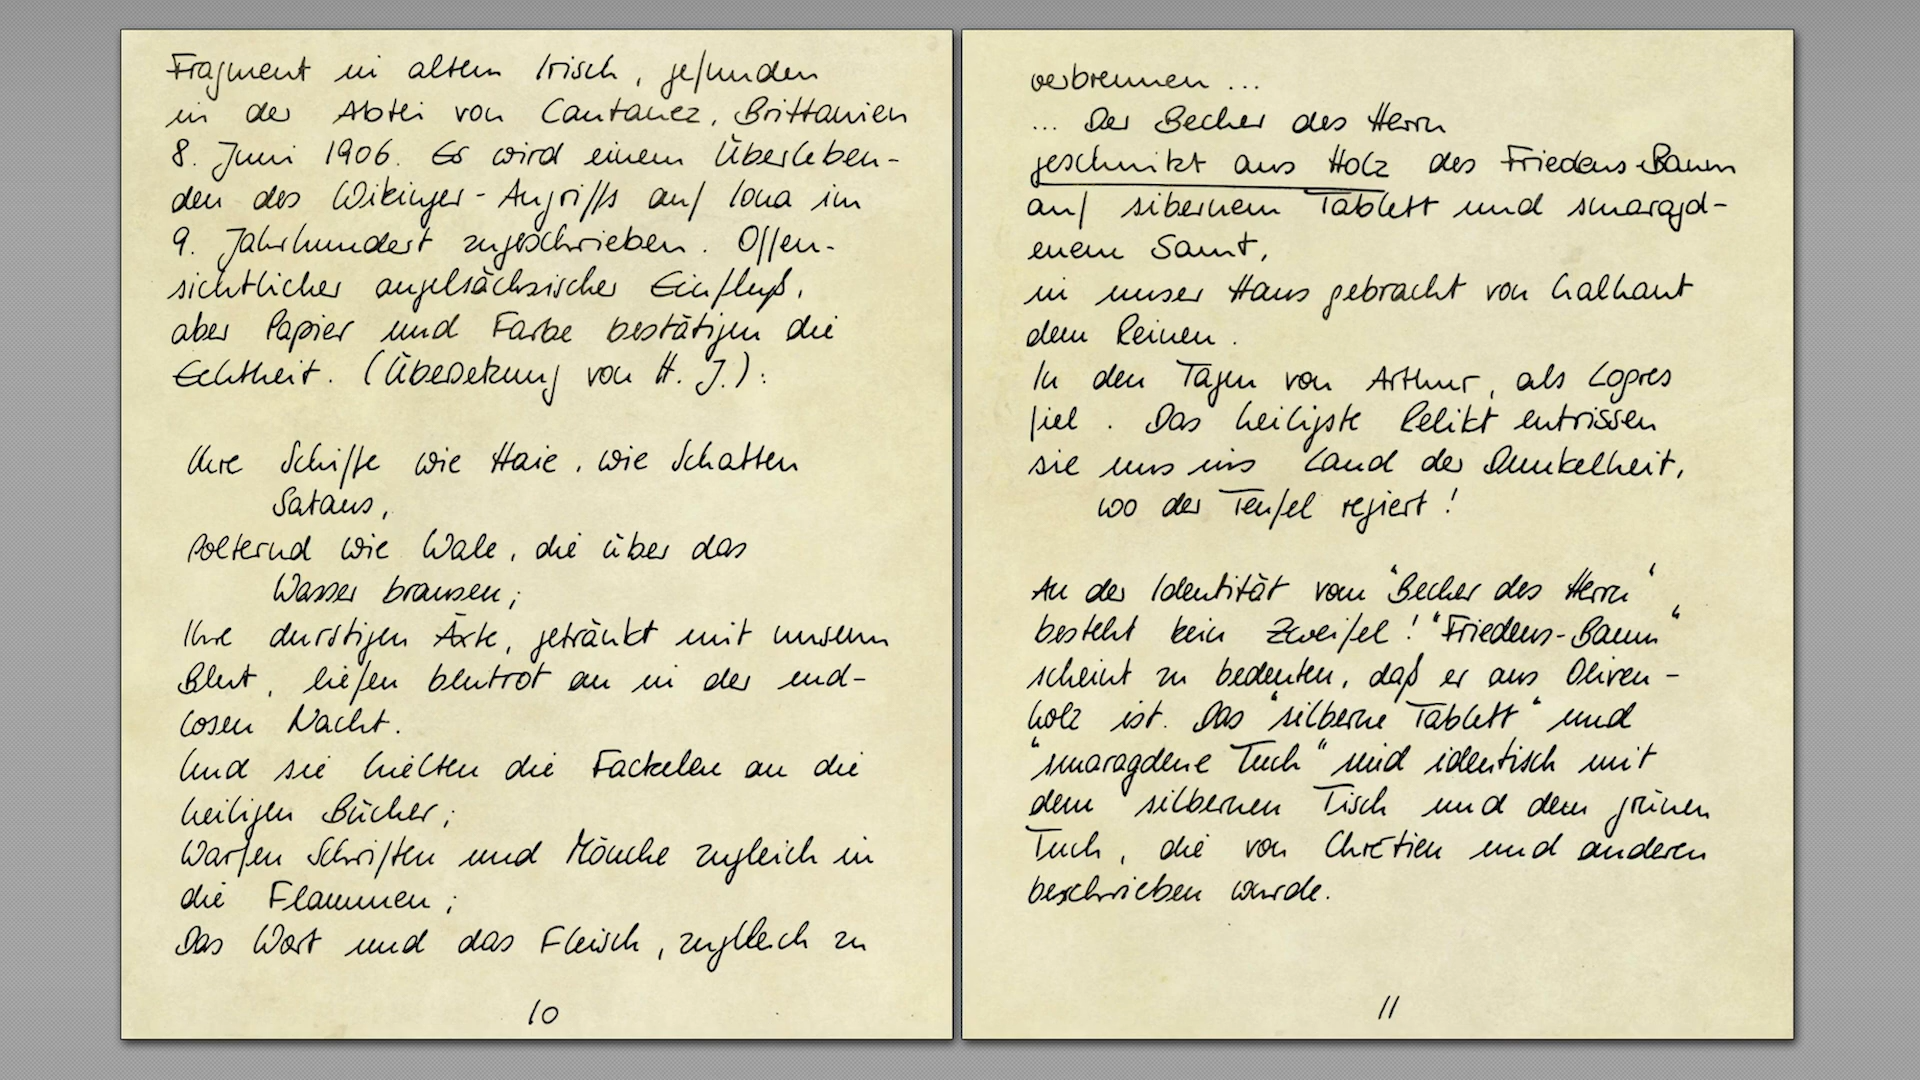 Fragment in altem Irisch, gefunden
in der Abtei von Cantanez, Brittanien
8. Juni 1906. Es wird einem Überleben-
den des Wikinger-Angriffs auf Iona im
9. Jahrhundert zugeschrieben. Offen-
sichtlicher angelsächsischer Einfluß,
aber Papier und Farbe bestätigen die
Echtheit. (Übersetzung von H. J.):
Ihre Schiffe wie Haie, wie Schatten
Satans,
Polternd wie Wale, die über das
Wasser brausen;
Ihre durstigen Äxte, getränkt mit unserm
Blut, liefen blutrot an in der end-
losen Nacht.
Und sie hielten die Fackeln an die
heiligen Bücher;
Warfen Schriften und Mönche zugleich in
die Flammen;
Das Wort und das Fleisch, zugleich zu
10
verbrennen ...
... Der Becher des Herrn
geschnitzt aus Holz des Friedens-Baum
auf sibernem Tablett und smaragd-
enem Samt,
in unser Haus gebracht von Galhant
dem Reinen.
In den Tagen von Arthur, als Logres
fiel. Das heiligste Relikt entrissen
sie uns ins Land der Dunkelheit,
wo der Teufel regiert!
An der Identität vom "Becher des Herrn"
besteht kein Zweifel! "Friedens-Baum"
scheint zu bedeuten, daß er aus Oliven-
holz ist. Das "silberne Tablett" und
"smaragdene Tuch" sind identisch mit
dem silbernen Tisch und dem grünen
Tuch, die von Chrétien und anderen
beschrieben wurde.
11